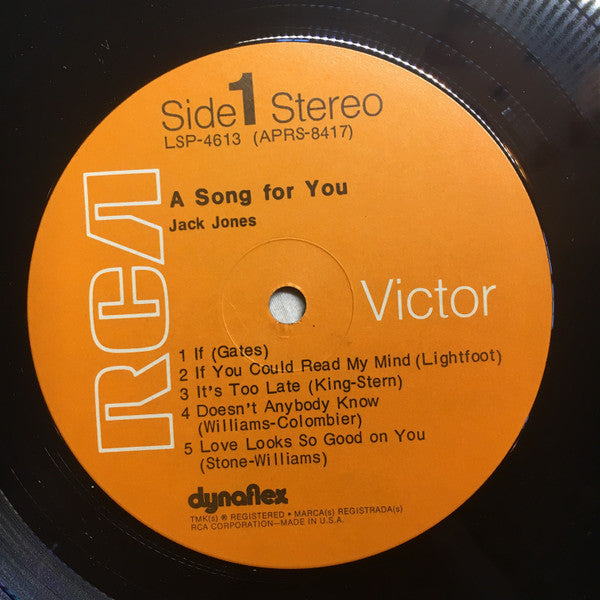 Side 1 Stereo
LSP-4613 (APRS-8417)
A Song for You
Jack Jones
RCA
Victor
1 If (Gates)
2 If You Could Read My Mind (Lightfoot)
3 It's Too Late (King-Stern)
4 Doesn't Anybody Know
(Williams-Colombier)
5 Love Looks So Good on You
(Stone-Williams)
dynaflex
TMK(s) ® REGISTERED • MARCA(s) REGISTRADA(s)
RCA CORPORATION—MADE IN U.S.A.